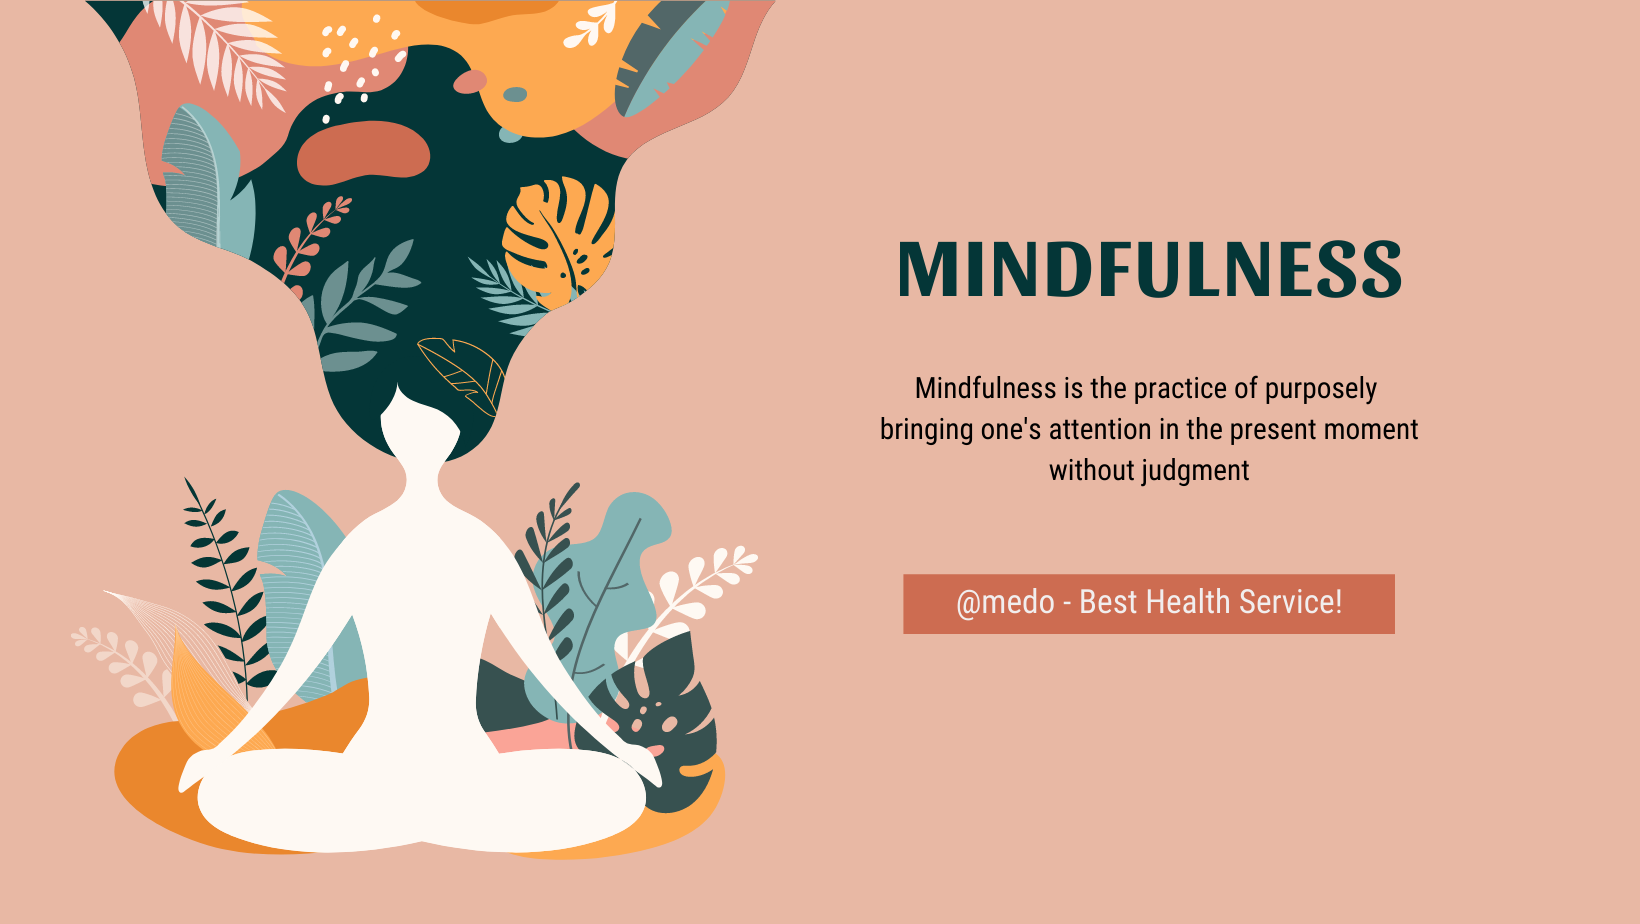 MINDFULNESS
Mindfulness is the practice of purposely
bringing one's attention in the present moment
without judgment
@medo - Best Health Service!